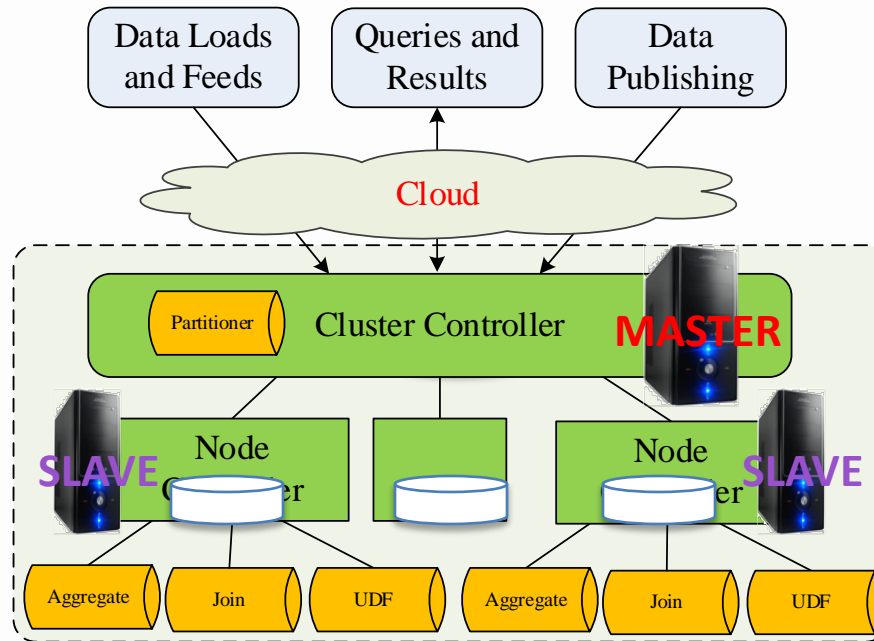 Data Loads
and Feeds
Queries and
Results
Data
Publishing
Cloud
Partitioner
Cluster Controller
MASTER
SLAVE
Node
Node
SLAVE
Aggregate
Join
UDF
Aggregate
Join
UDF